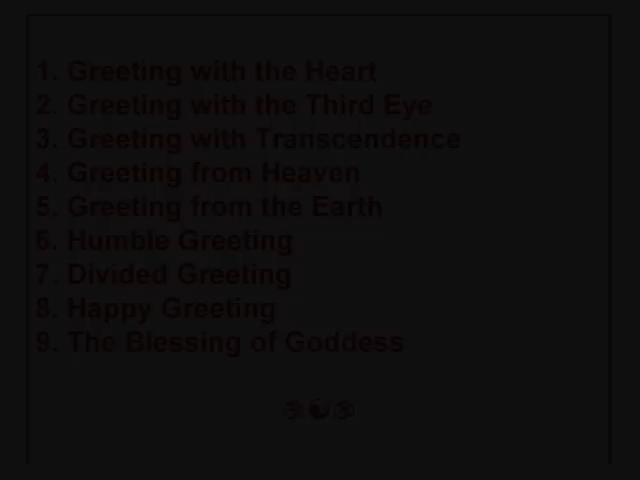 1. Greeting with the Heart
2. Greeting with the Third Eye
3. Greeting with Transcendence
4. Greeting from Heaven
5. Greeting from the Earth
6. Humble Greeting
7. Divided Greeting
8. Happy Greeting
9. The Blessing of Goddess
ॐ☯ॐ